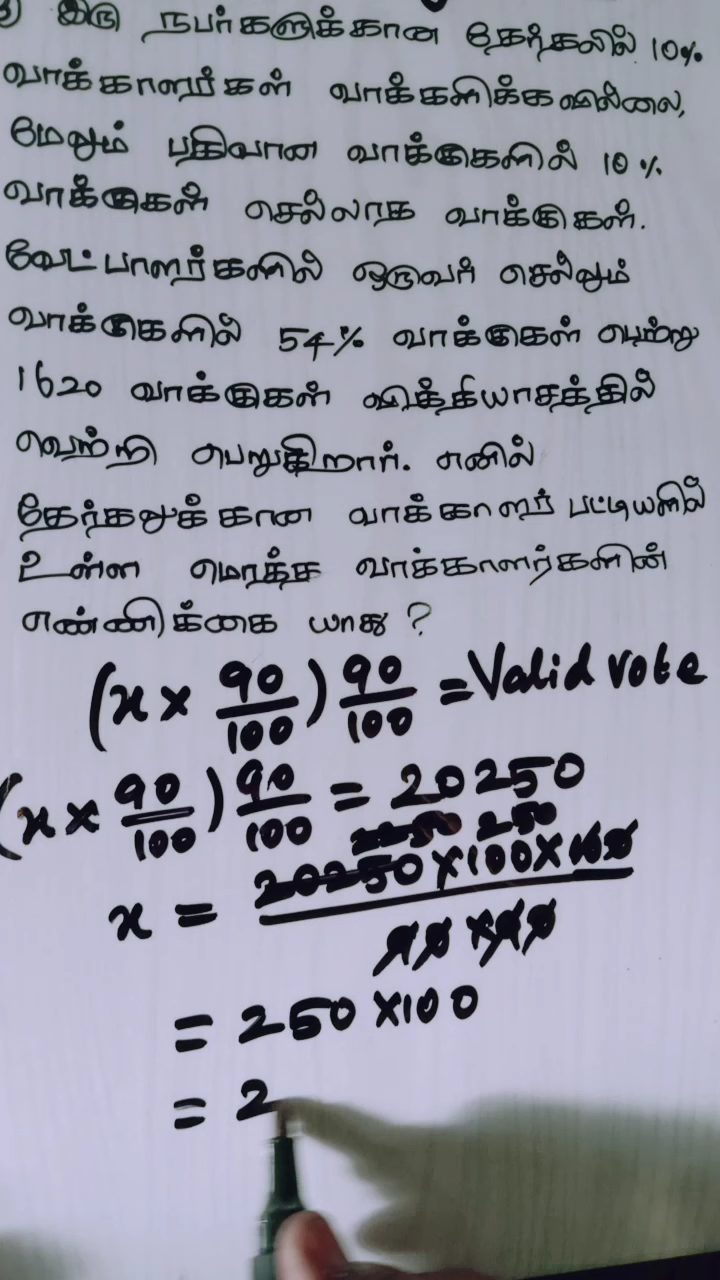 இரு நபர்களுக்கான தேர்தலில் 10%
வாக்காளர்கள் வாக்களிக்கவில்லை,
மேலும் பதிவான வாக்குகளில் 10%
வாக்குகள் செல்லாத வாக்குகள்.
வேட்பாளர்களில் ஒருவர் செல்லும்
வாக்குகளில் 54% வாக்குகள் பெற்று
1620 வாக்குகள் வித்தியாசத்தில்
வெற்றி பெறுகிறார். எனில்
தேர்தலுக்கான வாக்காளர் பட்டியலில்
உள்ள மொத்த வாக்காளர்களின்
எண்ணிக்கை யாது?
(x × 90/100) 90/100 = Valid vote
(x × 90/100) 90/100 = 20250
2250 250
x = 20250×100×100 / 90×90
= 250 ×100
= 2